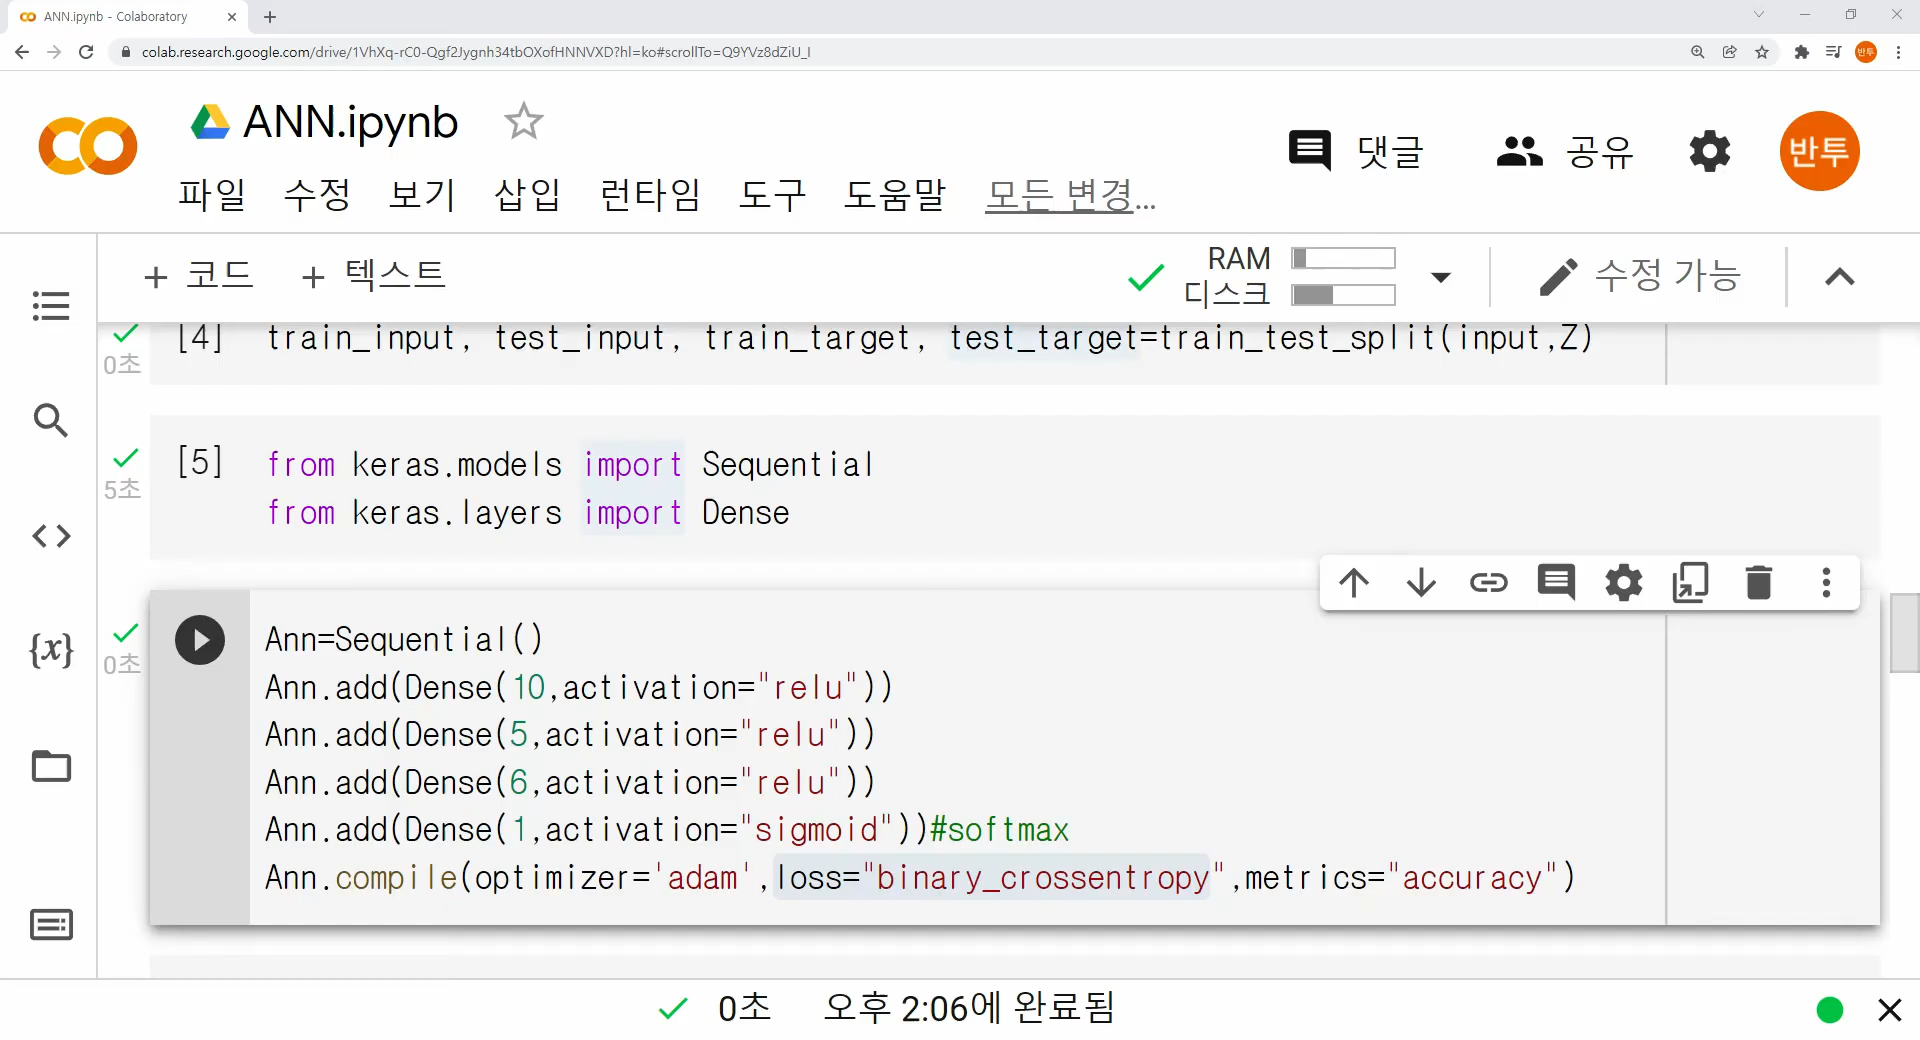 ANN.ipynb - Colaboratory
colab.research.google.com/drive/1VhXq-rC0-Qgf2Jygnh34tbOXofHNNVXD?hl=ko#scrollTo=Q9YVz8dZiU_I
반투
ANN.ipynb
댓글 공유 반투
파일 수정 보기 삽입 런타임 도구 도움말 모든 변경...
+ 코드 + 텍스트
RAM
디스크
수정 가능
[4] train_input, test_input, train_target, test_target=train_test_split(input,Z)
0초
[5] from keras.models import Sequential
5초
from keras.layers import Dense
Ann=Sequential()
0초
Ann.add(Dense(10,activation="relu"))
Ann.add(Dense(5,activation="relu"))
Ann.add(Dense(6,activation="relu"))
Ann.add(Dense(1,activation="sigmoid"))#softmax
Ann.compile(optimizer='adam',loss="binary_crossentropy",metrics="accuracy")
{x}
0초 오후 2:06에 완료됨